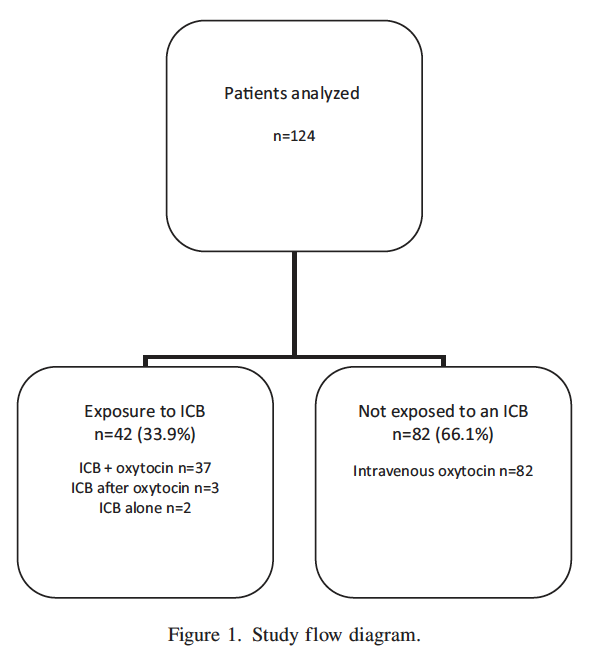 Patients analyzed
n=124
Exposure to ICB
n=42 (33.9%)
ICB + oxytocin n=37
ICB after oxytocin n=3
ICB alone n=2
Not exposed to an ICB
n=82 (66.1%)
Intravenous oxytocin n=82
Figure 1. Study flow diagram.